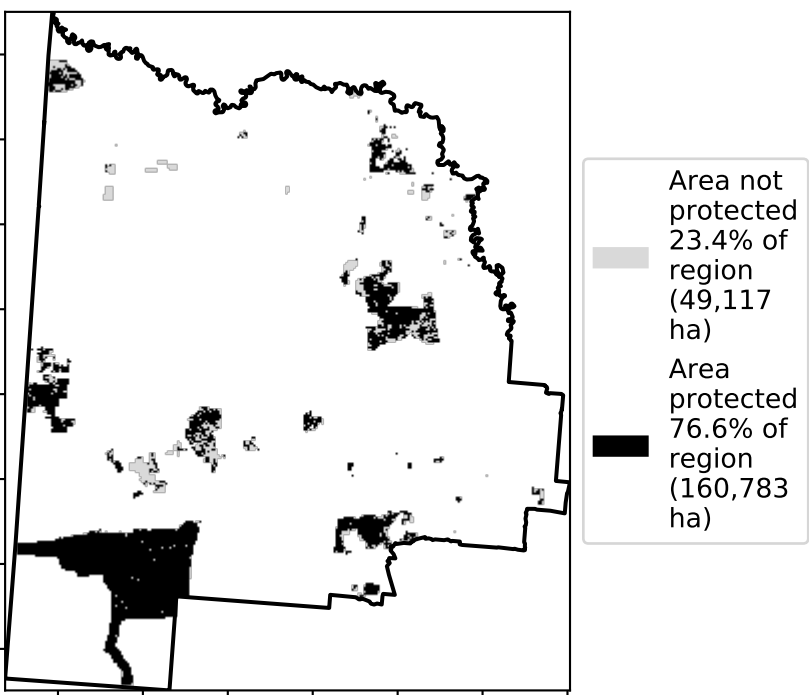 Area not
protected
23.4% of
region
(49,117
ha)
Area
protected
76.6% of
region
(160,783
ha)